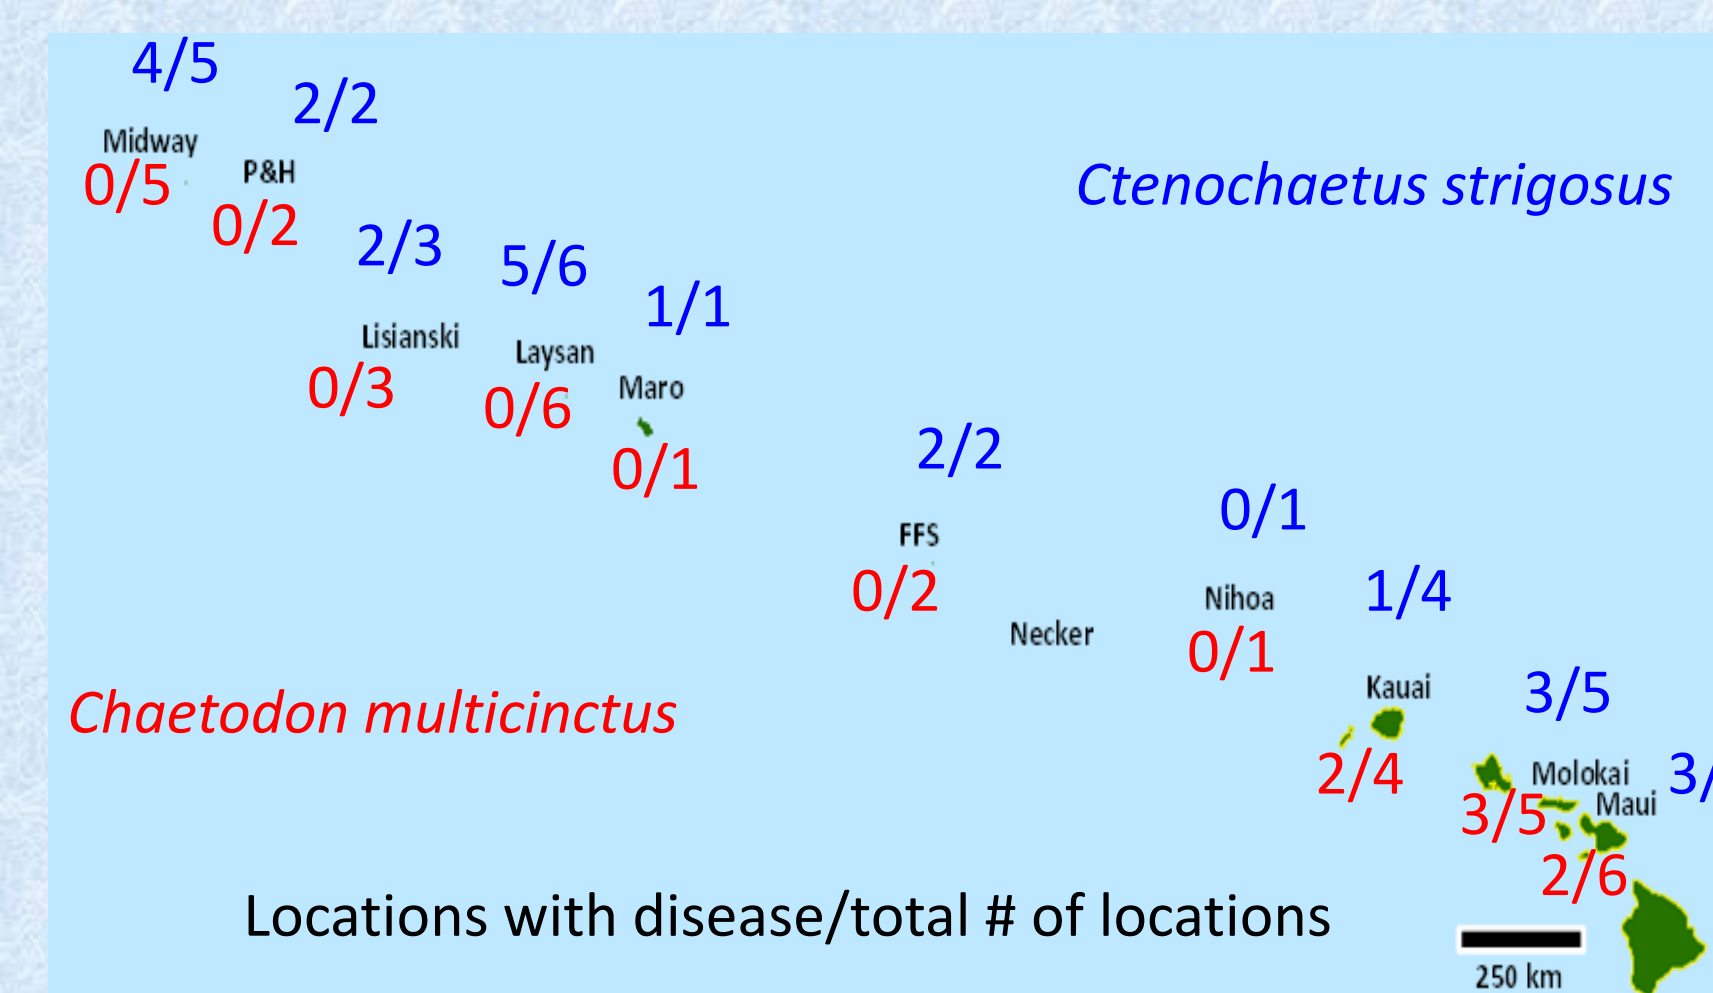 4/5
2/2
Midway
0/5
P&H
0/2
Ctenochaetus strigosus
2/3
5/6
1/1
Lisianski
Laysan
0/3
0/6
Maro
0/1
2/2
0/1
FFS
0/2
Nihoa
1/4
Necker
0/1
Chaetodon multicinctus
Kauai
3/5
2/4
Molokai
3/
Maui
3/5
2/6
Locations with disease/total # of locations
250 km